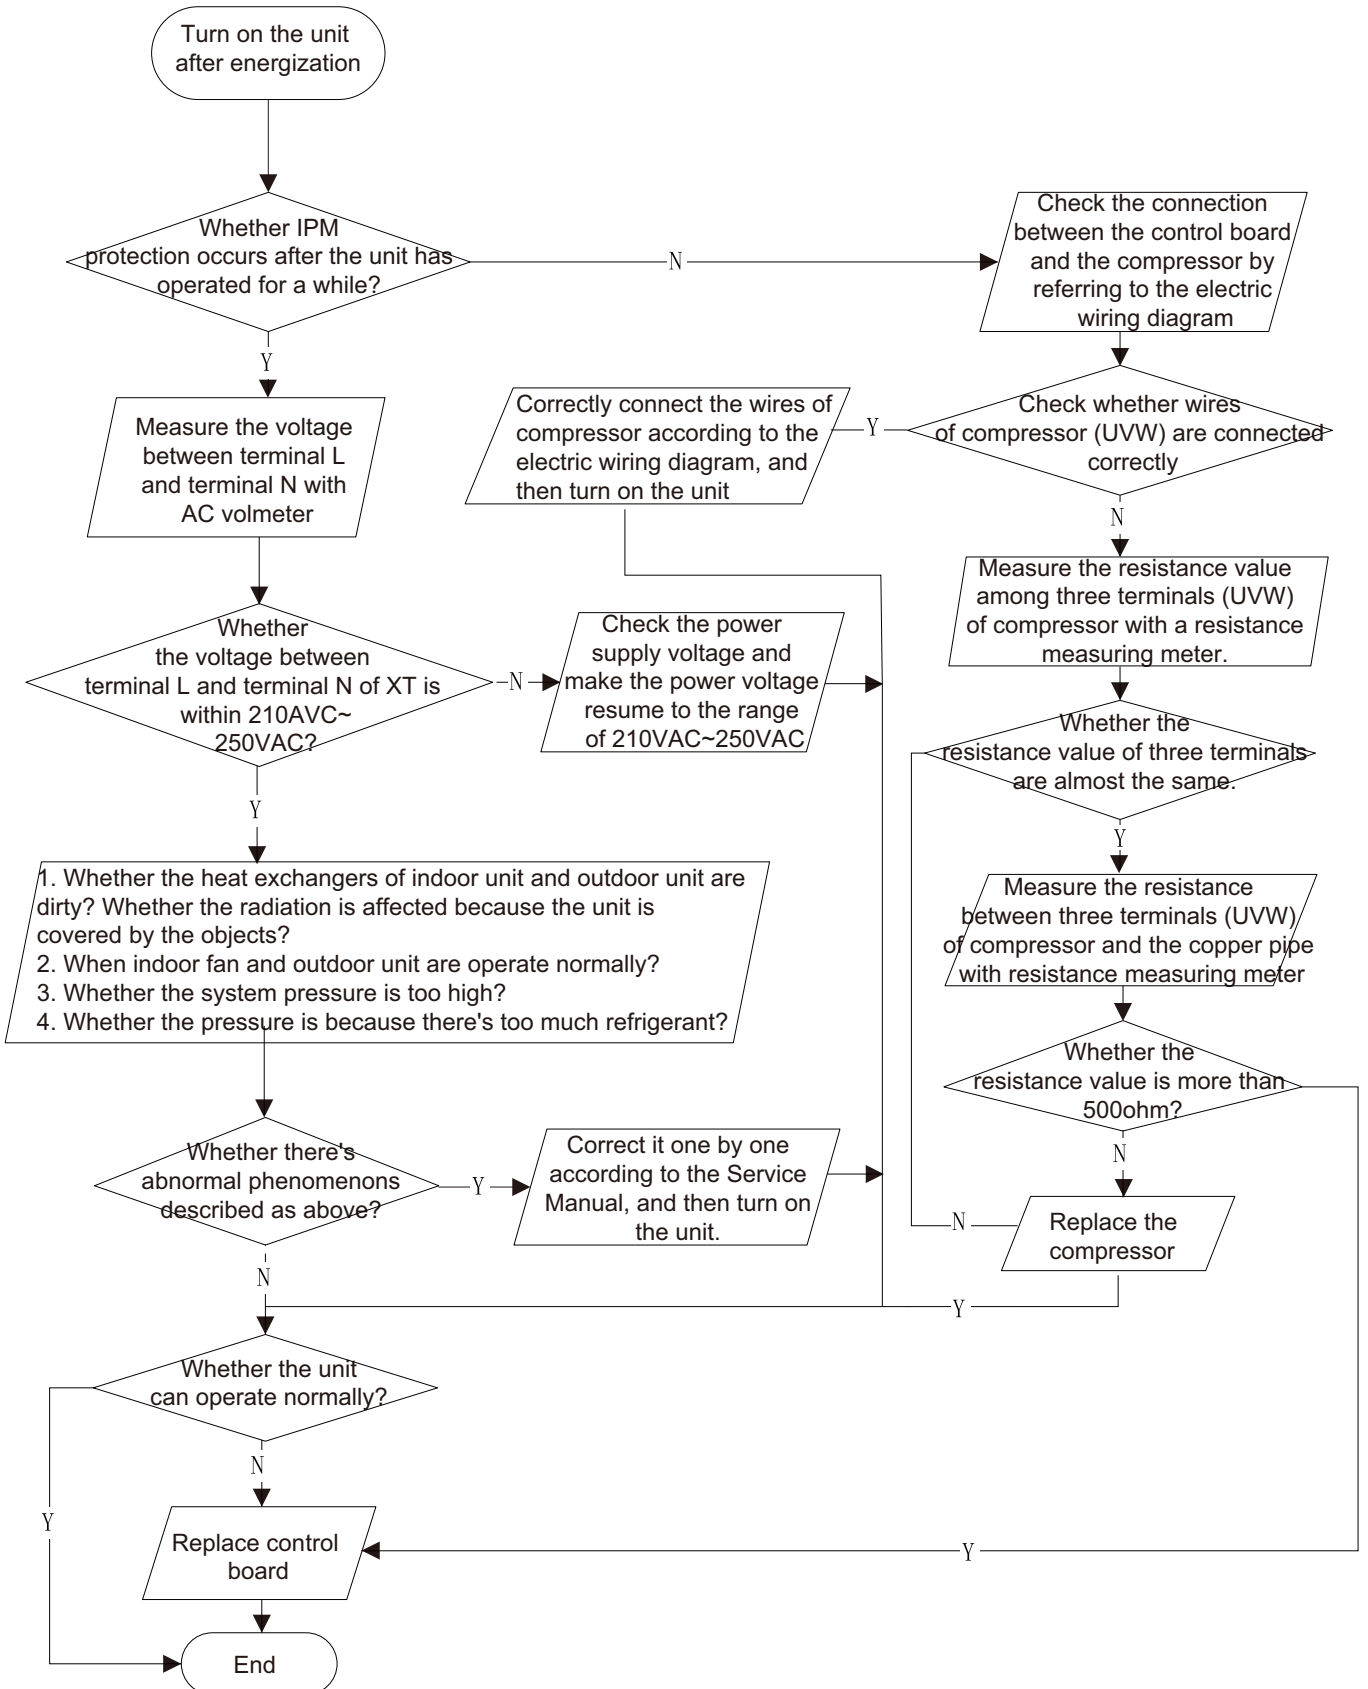 Turn on the unit
after energization
Whether IPM
protection occurs after the unit has
operated for a while?
N
Check the connection
between the control board
and the compressor by
referring to the electric
wiring diagram
Y
Measure the voltage
between terminal L
and terminal N with
AC volmeter
Correctly connect the wires of
compressor according to the
electric wiring diagram, and
then turn on the unit
Y
Check whether wires
of compressor (UVW) are connected
correctly
N
Measure the resistance value
among three terminals (UVW)
of compressor with a resistance
measuring meter.
Whether
the voltage between
terminal L and terminal N of XT is
within 210AVC~
250VAC?
N
Check the power
supply voltage and
make the power voltage
resume to the range
of 210VAC~250VAC
Whether the
resistance value of three terminals
are almost the same.
Y
Y
1. Whether the heat exchangers of indoor unit and outdoor unit are
dirty? Whether the radiation is affected because the unit is
covered by the objects?
2. When indoor fan and outdoor unit are operate normally?
3. Whether the system pressure is too high?
4. Whether the pressure is because there's too much refrigerant?
Measure the resistance
between three terminals (UVW)
of compressor and the copper pipe
with resistance measuring meter
Whether the
resistance value is more than
500ohm?
N
Whether there's
abnormal phenomenons
described as above?
Y
Correct it one by one
according to the Service
Manual, and then turn on
the unit.
N
Replace the
compressor
N
Y
Whether the unit
can operate normally?
N
Y
Replace control
board
Y
End